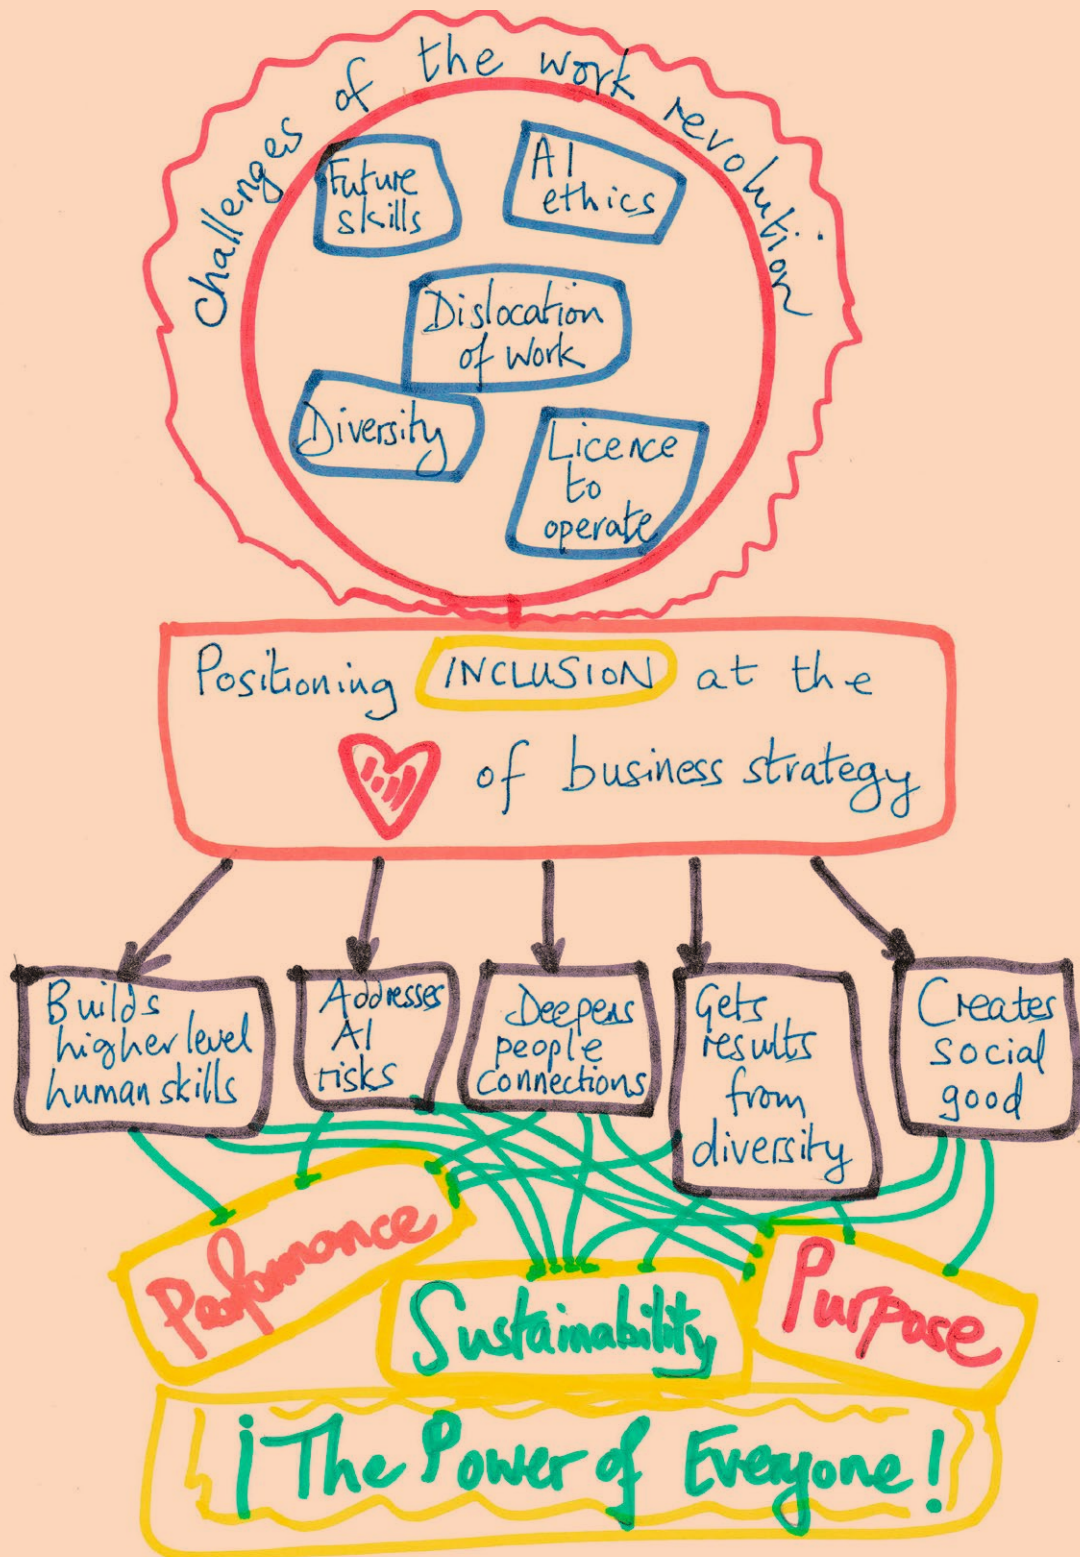 Challenges of the work revolution
Future
skills
AI
ethics
Dislocation
of work
Diversity
Licence
to
operate
Positioning INCLUSION at the
of business strategy
Builds
higher level
human skills
Addresses
AI
risks
Deepens
people
connections
Gets
results
from
diversity
Creates
social
good
Performance
Sustainability
Purpose
¡The Power of Everyone!